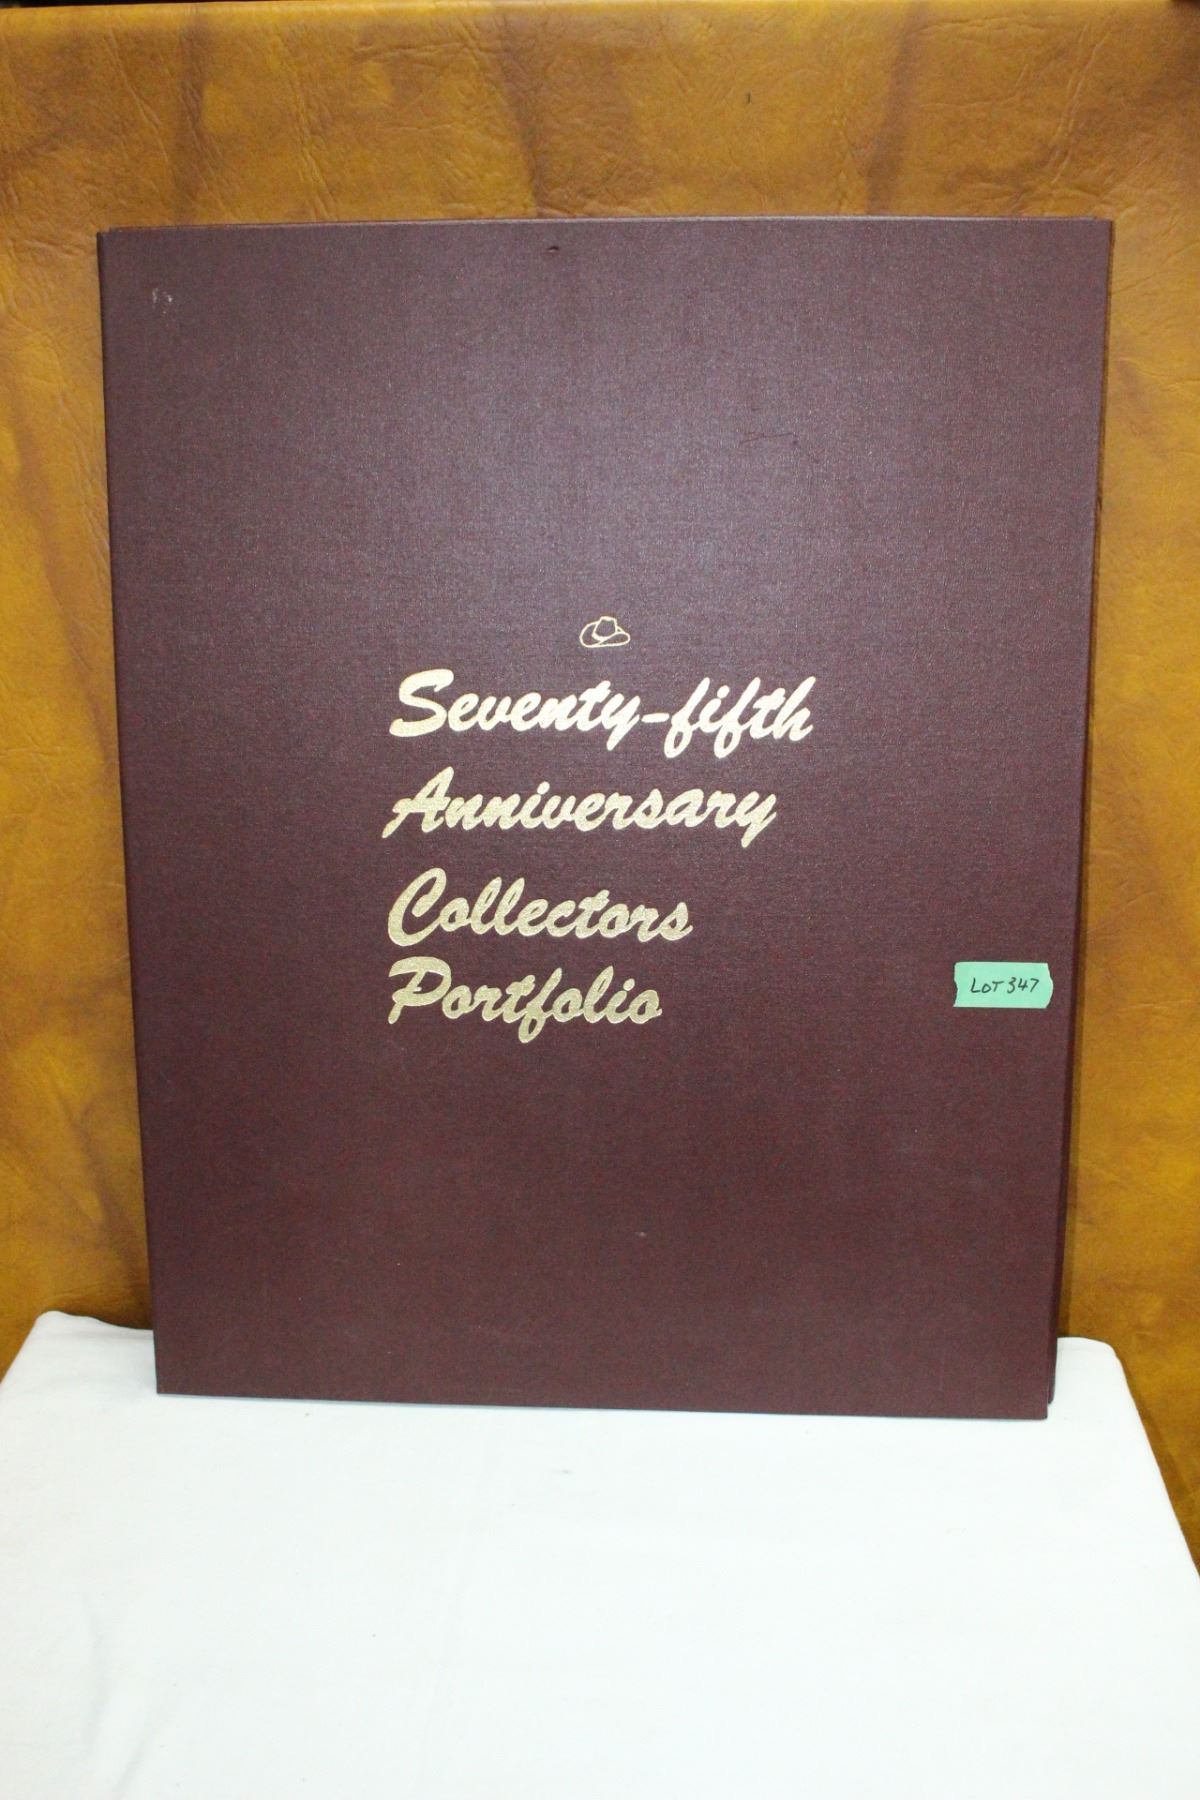 Seventy-fifth
Anniversary
Collectors
Portfolio
LOT 347